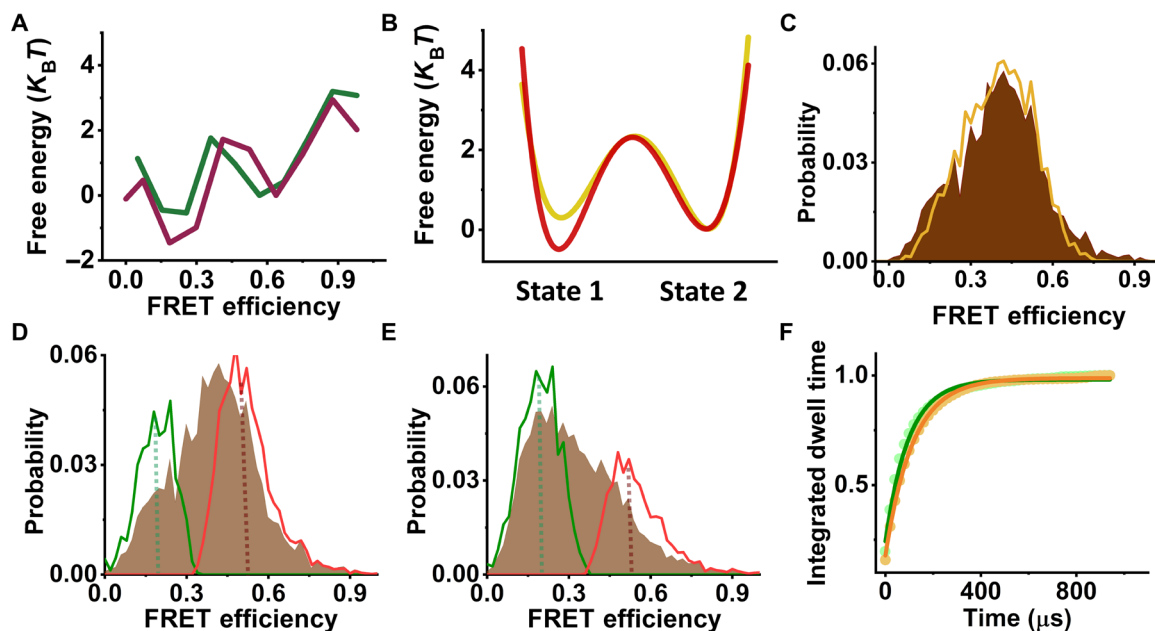 A
Free energy (KBT)
4
2
0
−2
0.0 0.3 0.6 0.9
FRET efficiency
B
Free energy (KBT)
4
2
0
State 1 State 2
C
Probability
0.06
0.03
0.00
0.0 0.3 0.6 0.9
FRET efficiency
D
Probability
0.06
0.03
0.00
0.0 0.3 0.6 0.9
FRET efficiency
E
Probability
0.06
0.03
0.00
0.0 0.3 0.6 0.9
FRET efficiency
F
Integrated dwell time
1.0
0.5
0 400 800
Time (μs)